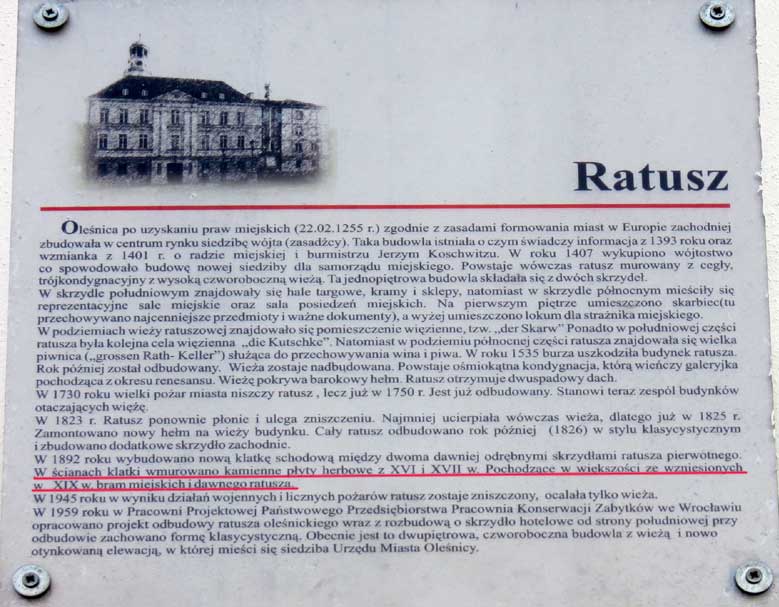 Ratusz
Oleśnica po uzyskaniu praw miejskich (22.02.1255 r.) zgodnie z zasadami formowania miast w Europie zachodniej
zbudowała w centrum rynku siedzibę wójta (zasadźcy). Taka budowla istniała o czym świadczy informacja z 1393 roku oraz
wzmianka z 1401 r. o radzie miejskiej i burmistrzu Jerzym Koschwitzu. W roku 1407 wykupiono wójtostwo
co spowodowało budowę nowej siedziby dla samorządu miejskiego. Powstaje wówczas ratusz murowany z cegły,
trójkondygnacyjny z wysoką czworoboczną wieżą. Ta jednopiętrowa budowla składała się z dwóch skrzydeł.
W skrzydle południowym znajdowały się hale targowe, kramy i sklepy, natomiast w skrzydle północnym mieściły się
reprezentacyjne sale miejskie oraz sala posiedzeń miejskich. Na pierwszym piętrze umieszczono skarbiec(tu
przechowywano najcenniejsze przedmioty i ważne dokumenty), a wyżej umieszczono lokum dla strażnika miejskiego.
W podziemiach wieży ratuszowej znajdowało się pomieszczenie więzienne, tzw. „der Skarw” Ponadto w południowej części
ratusza była kolejna cela więzienna „die Kutschke”. Natomiast w podziemiu północnej części ratusza znajdowała się wielka
piwnica („grossen Rath- Keller”) służąca do przechowywania wina i piwa. W roku 1535 burza uszkodziła budynek ratusza.
Rok później został odbudowany. Wieża zostaje nadbudowana. Powstaje ośmiokątna kondygnacja, którą wieńczy galeryjka
pochodząca z okresu renesansu. Wieżę pokrywa barokowy hełm. Ratusz otrzymuje dwuspadowy dach.
W 1730 roku wielki pożar miasta niszczy ratusz , lecz już w 1750 r. Jest już odbudowany. Stanowi teraz zespół budynków
otaczających wieżę.
W 1823 r. Ratusz ponownie płonie i ulega zniszczeniu. Najmniej ucierpiała wówczas wieża, dlatego już w 1825 r.
Zamontowano nowy hełm na wieży budynku. Cały ratusz odbudowano rok później (1826) w stylu klasycystycznym
i zbudowano dodatkowe skrzydło zachodnie.
W 1892 roku wybudowano nową klatkę schodową między dwoma dawniej odrębnymi skrzydłami ratusza pierwotnego.
W ścianach klatki wmurowano kamienne płyty herbowe z XVI i XVII w. Pochodzące w większości ze wzniesionych
w XIX w. bram miejskich i dawnego ratusza.
W 1945 roku w wyniku działań wojennych i licznych pożarów ratusz zostaje zniszczony, ocalała tylko wieża.
W 1959 roku w Pracowni Projektowej Państwowego Przedsiębiorstwa Pracownia Konserwacji Zabytków we Wrocławiu
opracowano projekt odbudowy ratusza oleśnickiego wraz z rozbudową o skrzydło hotelowe od strony południowej przy
odbudowie zachowano formę klasycystyczną. Obecnie jest to dwupiętrowa, czworoboczna budowla z wieżą i nowo
otynkowaną elewacją, w której mieści się siedziba Urzędu Miasta Oleśnicy.